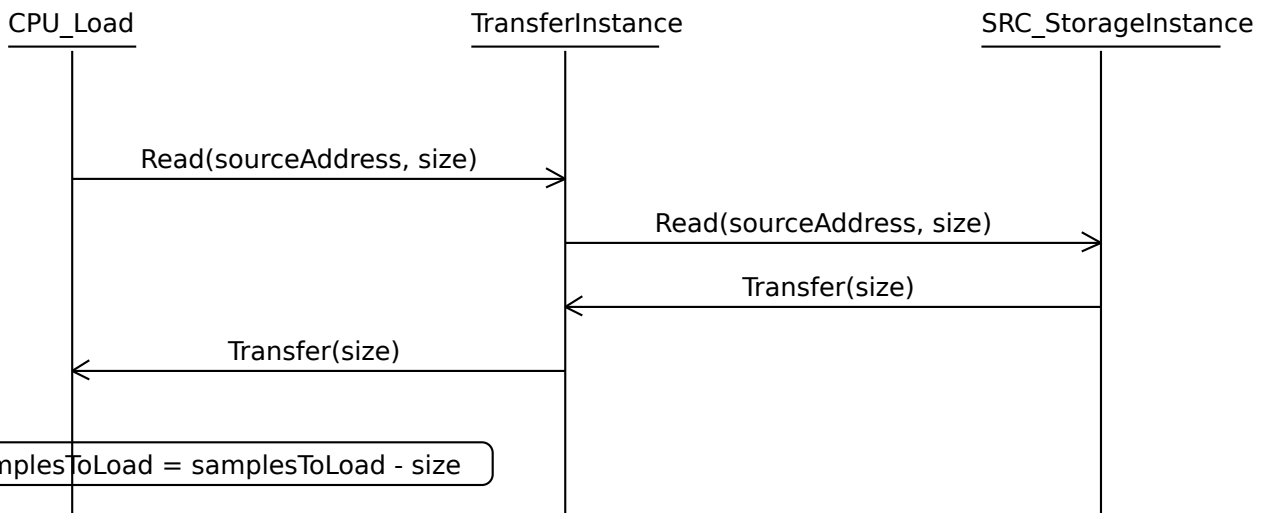 CPU_Load
TransferInstance
SRC_StorageInstance
Read(sourceAddress, size)
Read(sourceAddress, size)
Transfer(size)
Transfer(size)
mplesToLoad = samplesToLoad - size